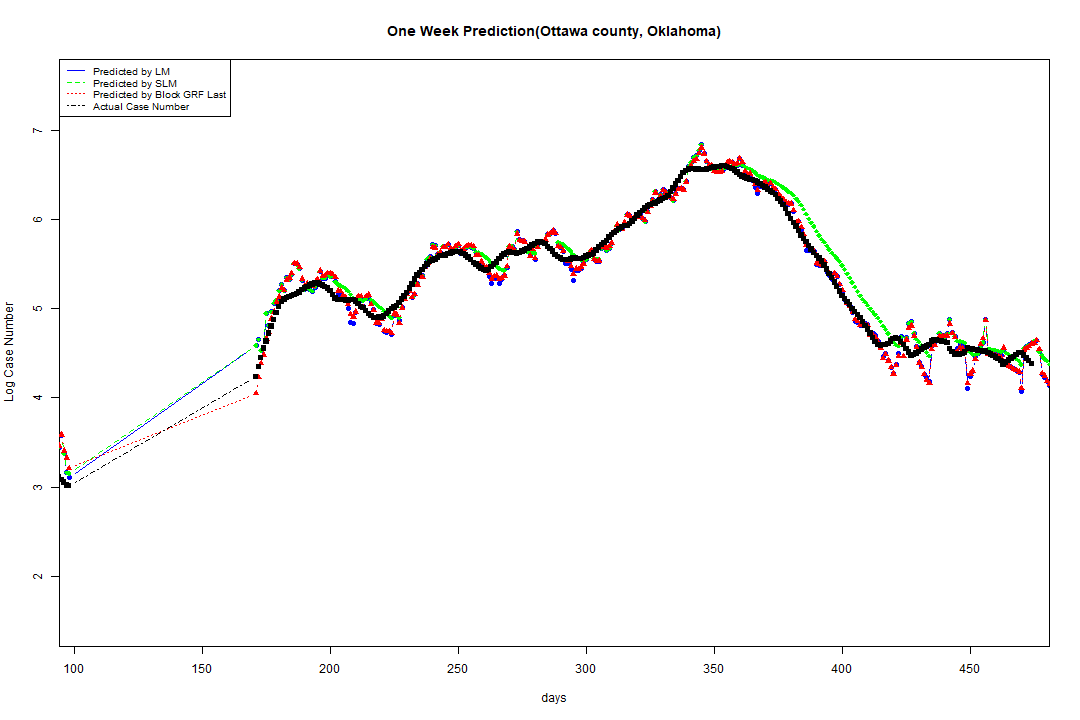 One Week Prediction(Ottawa county, Oklahoma)
Predicted by LM
Predicted by SLM
Predicted by Block GRF Last
Actual Case Number
7
6
5
4
3
2
Log Case Number
100 150 200 250 300 350 400 450
days